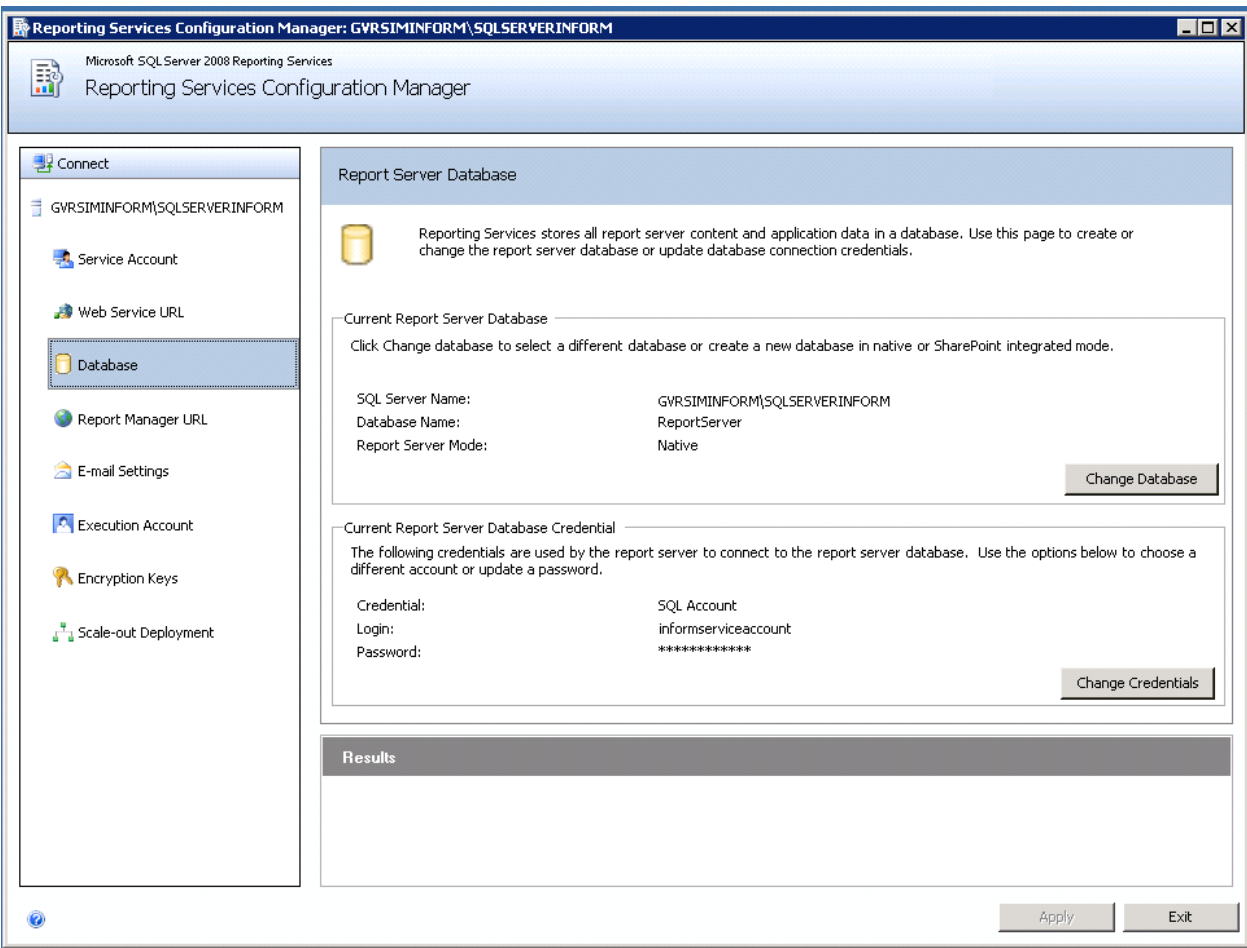 Reporting Services Configuration Manager: GVRSIMINFORM\SQLSERVERINFORM
Microsoft SQL Server 2008 Reporting Services
Reporting Services Configuration Manager
Connect
GVRSIMINFORM\SQLSERVERINFORM
Service Account
Web Service URL
Database
Report Manager URL
E-mail Settings
Execution Account
Encryption Keys
Scale-out Deployment
Report Server Database
Reporting Services stores all report server content and application data in a database. Use this page to create or
change the report server database or update database connection credentials.
Current Report Server Database
Click Change database to select a different database or create a new database in native or SharePoint integrated mode.
SQL Server Name: GVRSIMINFORM\SQLSERVERINFORM
Database Name: ReportServer
Report Server Mode: Native
Change Database
Current Report Server Database Credential
The following credentials are used by the report server to connect to the report server database. Use the options below to choose a
different account or update a password.
Credential: SQL Account
Login: informserviceaccount
Password: ************
Change Credentials
Results
Apply Exit